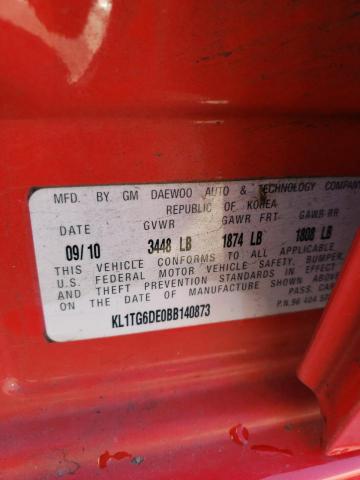 MFD. BY GM DAEWOO AUTO & TECHNOLOGY COMPANY
REPUBLIC OF KOREA
DATE GVWR GAWR FRT GAWR RR
09/10 3448 LB 1874 LB 1808 LB
THIS VEHICLE CONFORMS TO ALL APPLICABLE
U.S. FEDERAL MOTOR VEHICLE SAFETY, BUMPER,
AND THEFT PREVENTION STANDARDS IN EFFECT
ON THE DATE OF MANUFACTURE SHOWN ABOVE
PASS. CAR
KL1TG6DE0BB140873
P.N.96 404